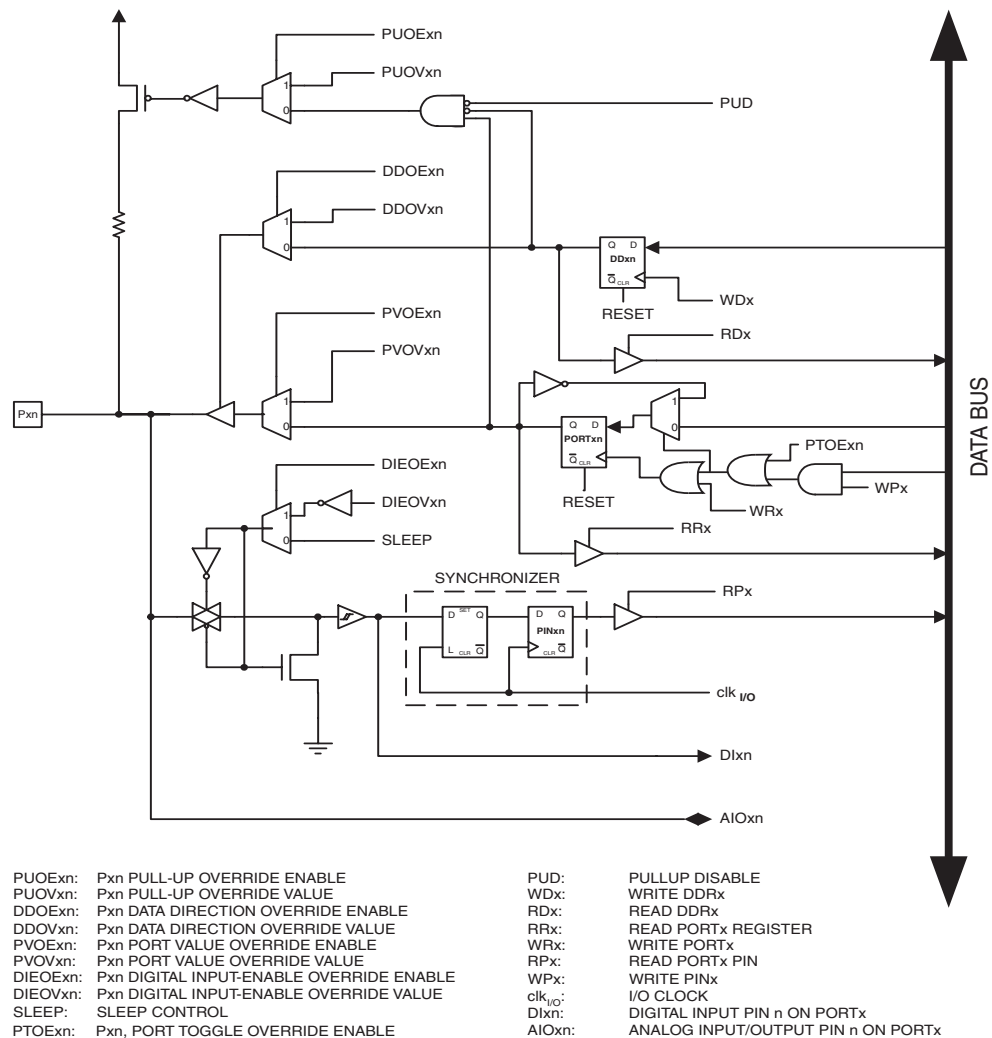 PUOExn
PUOVxn
1
0
PUD
DDOExn
DDOVxn
1
0
Q D
DDxn
Q CLR
WDx
RESET
RDx
PVOExn
PVOVxn
1
0
Pxn
1
0
Q D
PORTxn
Q CLR
RESET
PTOExn
WPx
WRx
RRx
DATA BUS
DIEOExn
DIEOVxn
1
0
SLEEP
SYNCHRONIZER
D SET Q
L CLR Q
D Q
PINxn
CLR Q
RPx
clk I/O
DIxn
AIOxn
PUOExn: Pxn PULL-UP OVERRIDE ENABLE
PUOVxn: Pxn PULL-UP OVERRIDE VALUE
DDOExn: Pxn DATA DIRECTION OVERRIDE ENABLE
DDOVxn: Pxn DATA DIRECTION OVERRIDE VALUE
PVOExn: Pxn PORT VALUE OVERRIDE ENABLE
PVOVxn: Pxn PORT VALUE OVERRIDE VALUE
DIEOExn: Pxn DIGITAL INPUT-ENABLE OVERRIDE ENABLE
DIEOVxn: Pxn DIGITAL INPUT-ENABLE OVERRIDE VALUE
SLEEP: SLEEP CONTROL
PTOExn: Pxn, PORT TOGGLE OVERRIDE ENABLE
PUD: PULLUP DISABLE
WDx: WRITE DDRx
RDx: READ DDRx
RRx: READ PORTx REGISTER
WRx: WRITE PORTx
RPx: READ PORTx PIN
WPx: WRITE PINx
clk I/O: I/O CLOCK
DIxn: DIGITAL INPUT PIN n ON PORTx
AIOxn: ANALOG INPUT/OUTPUT PIN n ON PORTx